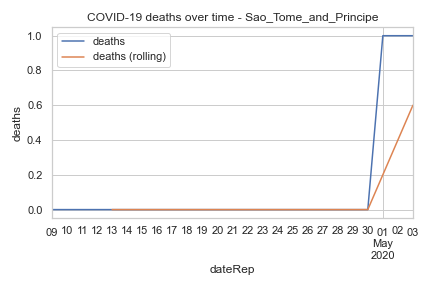 COVID-19 deaths over time - Sao_Tome_and_Principe
deaths
deaths (rolling)
1.0
0.8
0.6
0.4
0.2
0.0
deaths
09 10 11 12 13 14 15 16 17 18 19 20 21 22 23 24 25 26 27 28 29 30 01 02 03
May
2020
dateRep